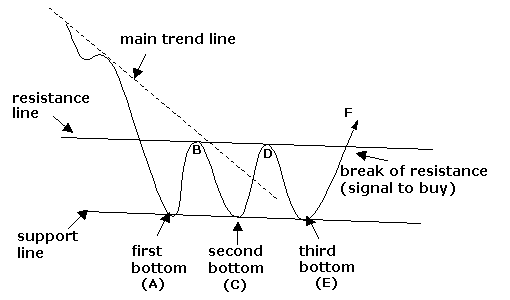 main trend line
resistance
line
F
B
D
break of resistance
(signal to buy)
support
line
first
bottom
(A)
second
bottom
(C)
third
bottom
(E)